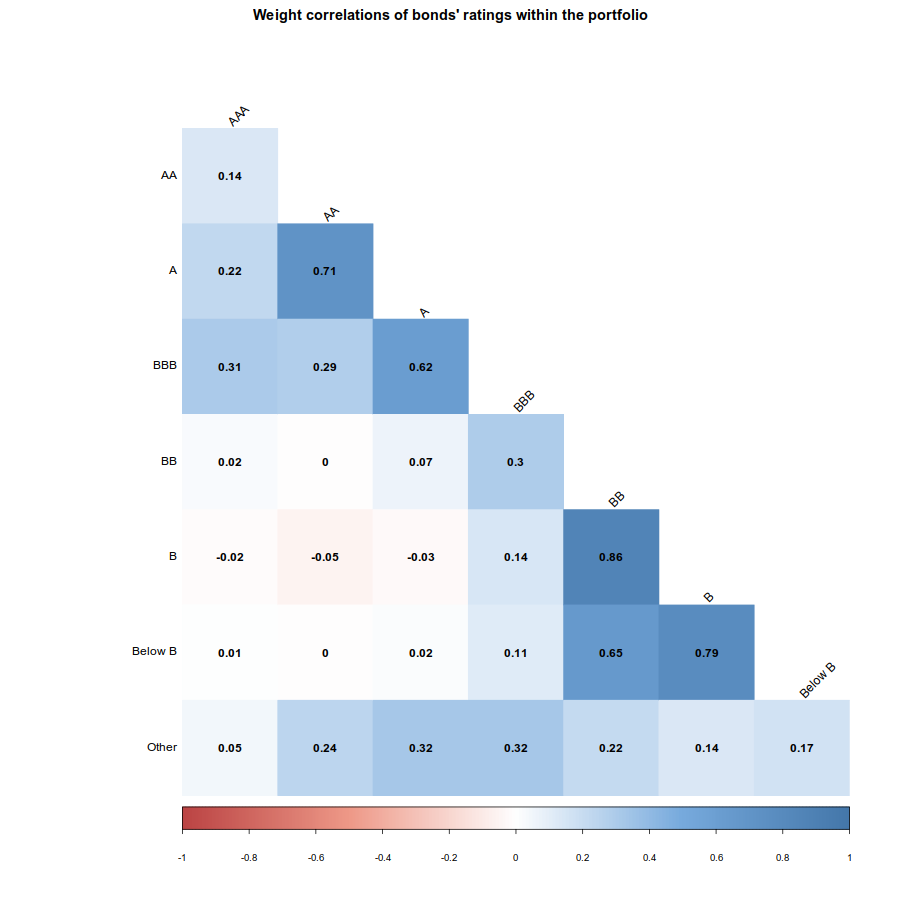 Weight correlations of bonds' ratings within the portfolio
AAA
AA 0.14
AA
A 0.22 0.71
A
BBB 0.31 0.29 0.62
BBB
BB 0.02 0 0.07 0.3
BB
B -0.02 -0.05 -0.03 0.14 0.86
B
Below B 0.01 0 0.02 0.11 0.65 0.79
Below B
Other 0.05 0.24 0.32 0.32 0.22 0.14 0.17
-1 -0.8 -0.6 -0.4 -0.2 0 0.2 0.4 0.6 0.8 1